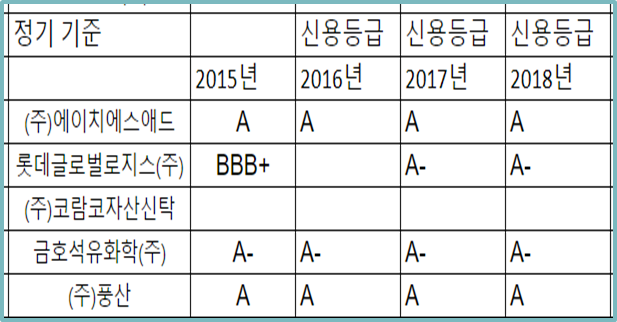 정기 기준 신용등급 신용등급 신용등급
2015년 2016년 2017년 2018년
(주)에이치에스애드 A A A A
롯데글로벌로지스(주) BBB+ A- A-
(주)코람코자산신탁
금호석유화학(주) A- A- A- A-
(주)풍산 A A A A